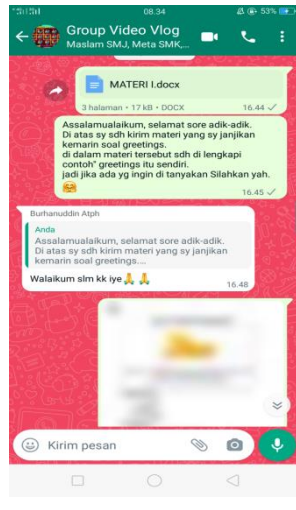 08.34
53%
Group Video Vlog
Maslam SMJ, Meta SMK,...
MATERI I.docx
3 halaman • 17 kB • DOCX
16.44
Assalamualaikum, selamat sore adik-adik.
Di atas sy sdh kirim materi yang sy janjikan
kemarin soal greetings.
di dalam materi tersebut sdh di lengkapi
contoh" greetings itu sendiri.
jadi jika ada yg ingin di tanyakan Silahkan yah.
16.45
Burhanuddin Atph
Anda
Assalamualaikum, selamat sore adik-adik.
Di atas sy sdh kirim materi yang sy janjikan
kemarin soal greetings....
Walaikum slm kk iye 🙏 🙏
16.48
Kirim pesan